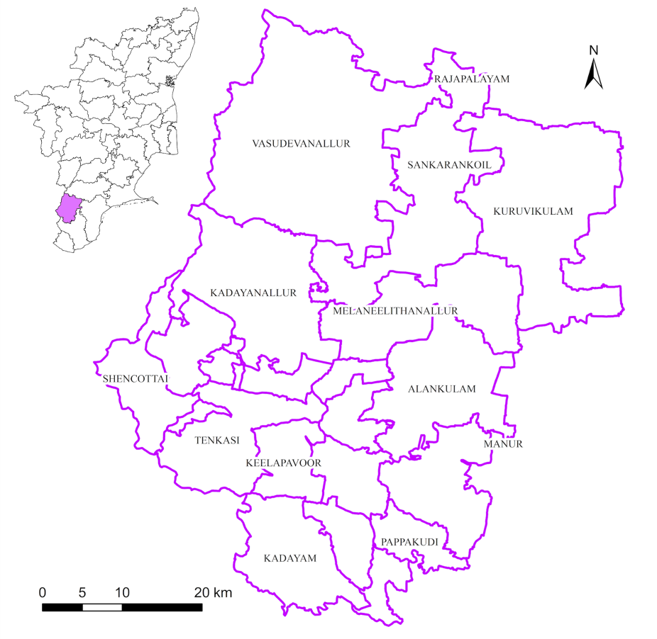 N
RAJAPALAYAM
VASUDEVANALLUR
SANKARANKOIL
KURUVIKULAM
KADAYANALLUR
MELANEELITHANALLUR
SHENCOTTAI
ALANKULAM
TENKASI
MANUR
KEELAPAVOOR
PAPPAKUDI
KADAYAM
0 5 10 20 km